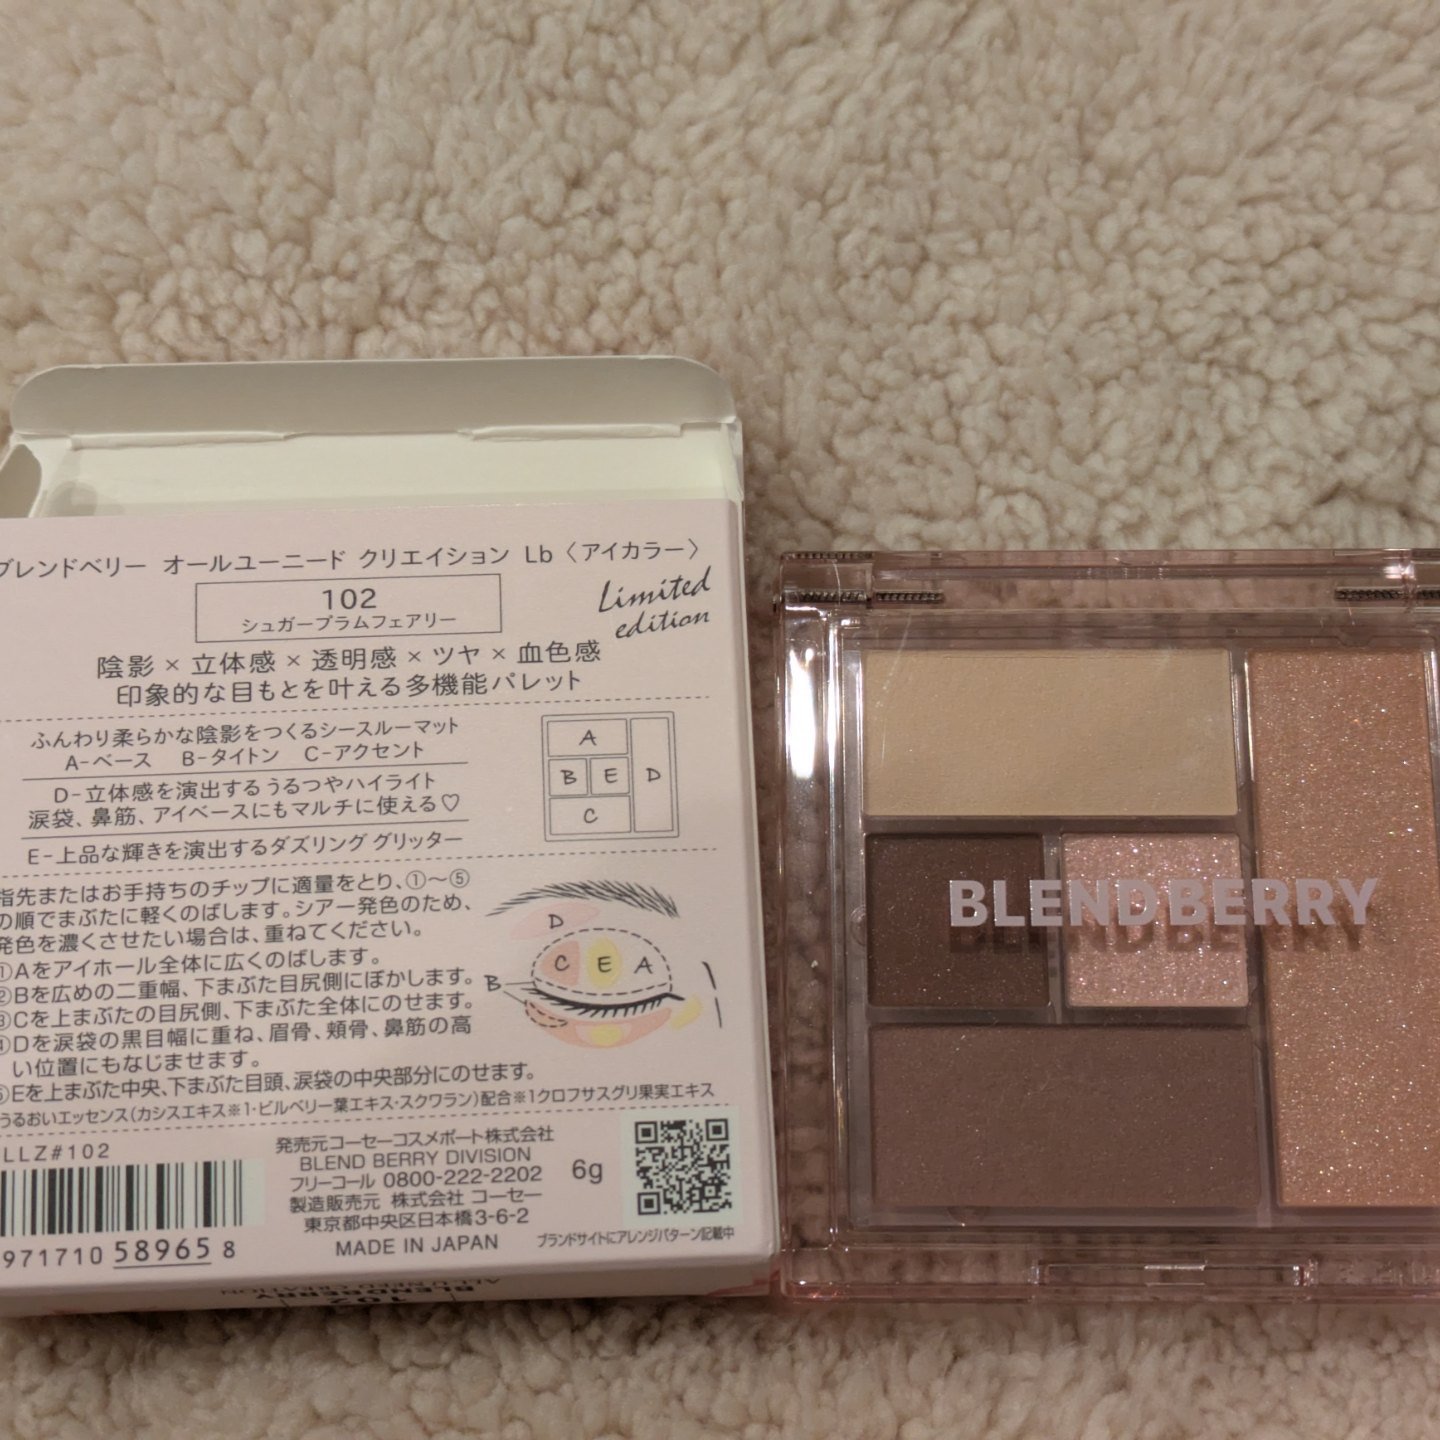 ブレンドベリー オールユーニード クリエイション Lb〈アイカラー〉
102
シュガープラムフェアリー
Limited
edition
陰影×立体感×透明感×ツヤ×血色感
印象的な目もとを叶える多機能パレット
ふんわり柔らかな陰影をつくるシースルーマット
A-ベース B-タイトン C-アクセント
D-立体感を演出するうるつやハイライト
涙袋、鼻筋、アイベースにもマルチに使える♡
E-上品な輝きを演出するダズリング グリッター
A
B E D
C
指先またはお手持ちのチップに適量をとり、①〜⑤
の順でまぶたに軽くのばします。シアー発色のため、
発色を濃くさせたい場合は、重ねてください。
①Aをアイホール全体に広くのばします。
②Bを広めの二重幅、下まぶた目尻側にぼかします。
③Cを上まぶたの目尻側、下まぶた全体にのせます。
④Dを涙袋の黒目幅に重ね、眉骨、頬骨、鼻筋の高
い位置にもなじませます。
⑤Eを上まぶた中央、下まぶた目頭、涙袋の中央部分にのせます。
D
C E A
B
うるおいエッセンス(カシスエキス※1・ビルベリー葉エキス・スクワラン)配合※1クロフサスグリ果実エキス
LLZ#102
971710 589658
発売元コーセーコスメポート株式会社
BLEND BERRY DIVISION
フリーコール 0800-222-2202
製造販売元 株式会社 コーセー
東京都中央区日本橋3-6-2
MADE IN JAPAN
6g
ブランドサイトにアレンジパターン記載中
102
BLENDBERRY
ALL U NEED CREATION
BLENDBERRY